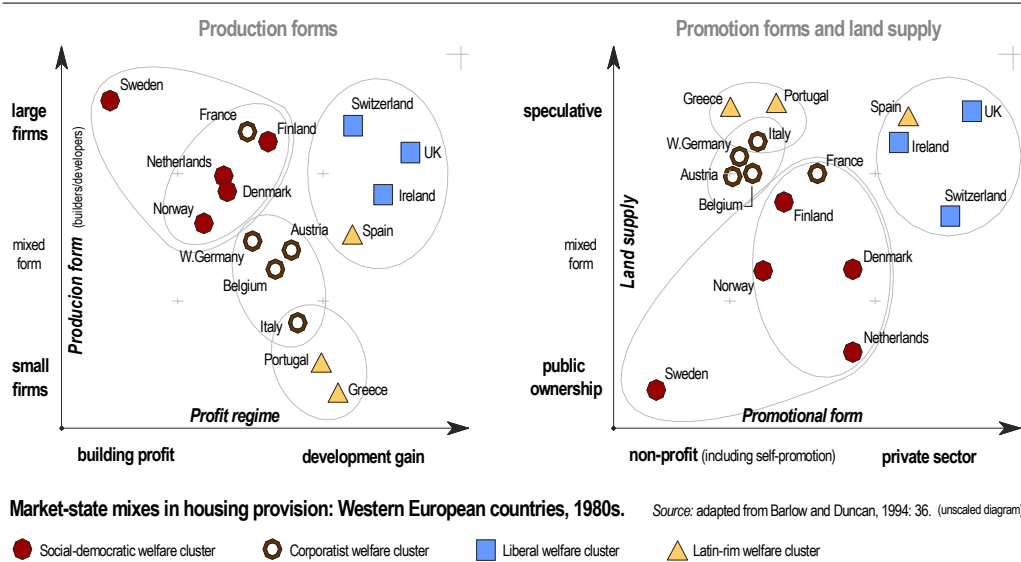 Production forms
Sweden
large
firms
France
Finland
Switzerland
UK
Netherlands
Denmark
Ireland
Norway
Producion form (builders/developers)
mixed
form
W.Germany
Austria
Spain
Belgium
Italy
Portugal
small
firms
Greece
Profit regime
building profit
development gain
Promotion forms and land supply
speculative
Greece
Portugal
Spain
UK
Italy
W.Germany
Ireland
Austria
France
Belgium
Switzerland
Finland
Land supply
mixed
form
Norway
Denmark
Netherlands
public
ownership
Sweden
Promotional form
non-profit (including self-promotion)
private sector
Market-state mixes in housing provision: Western European countries, 1980s.
Source: adapted from Barlow and Duncan, 1994: 36. (unscaled diagram)
Social-democratic welfare cluster
Corporatist welfare cluster
Liberal welfare cluster
Latin-rim welfare cluster